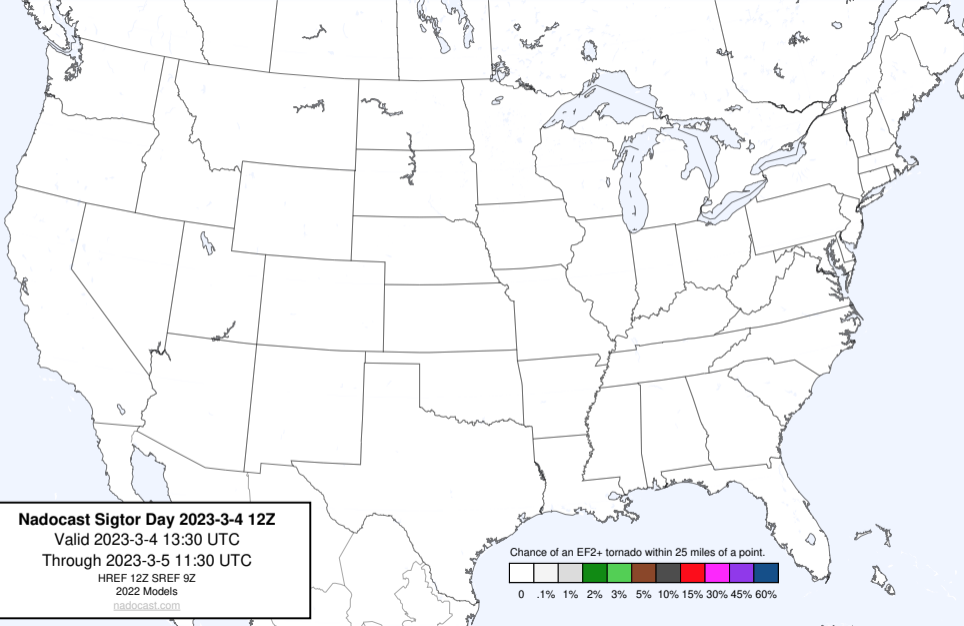 Nadocast Sigtor Day 2023-3-4 12Z
Valid 2023-3-4 13:30 UTC
Through 2023-3-5 11:30 UTC
HREF 12Z SREF 9Z
2022 Models
nadocast.com
Chance of an EF2+ tornado within 25 miles of a point.
0 .1% 1% 2% 3% 5% 10% 15% 30% 45% 60%